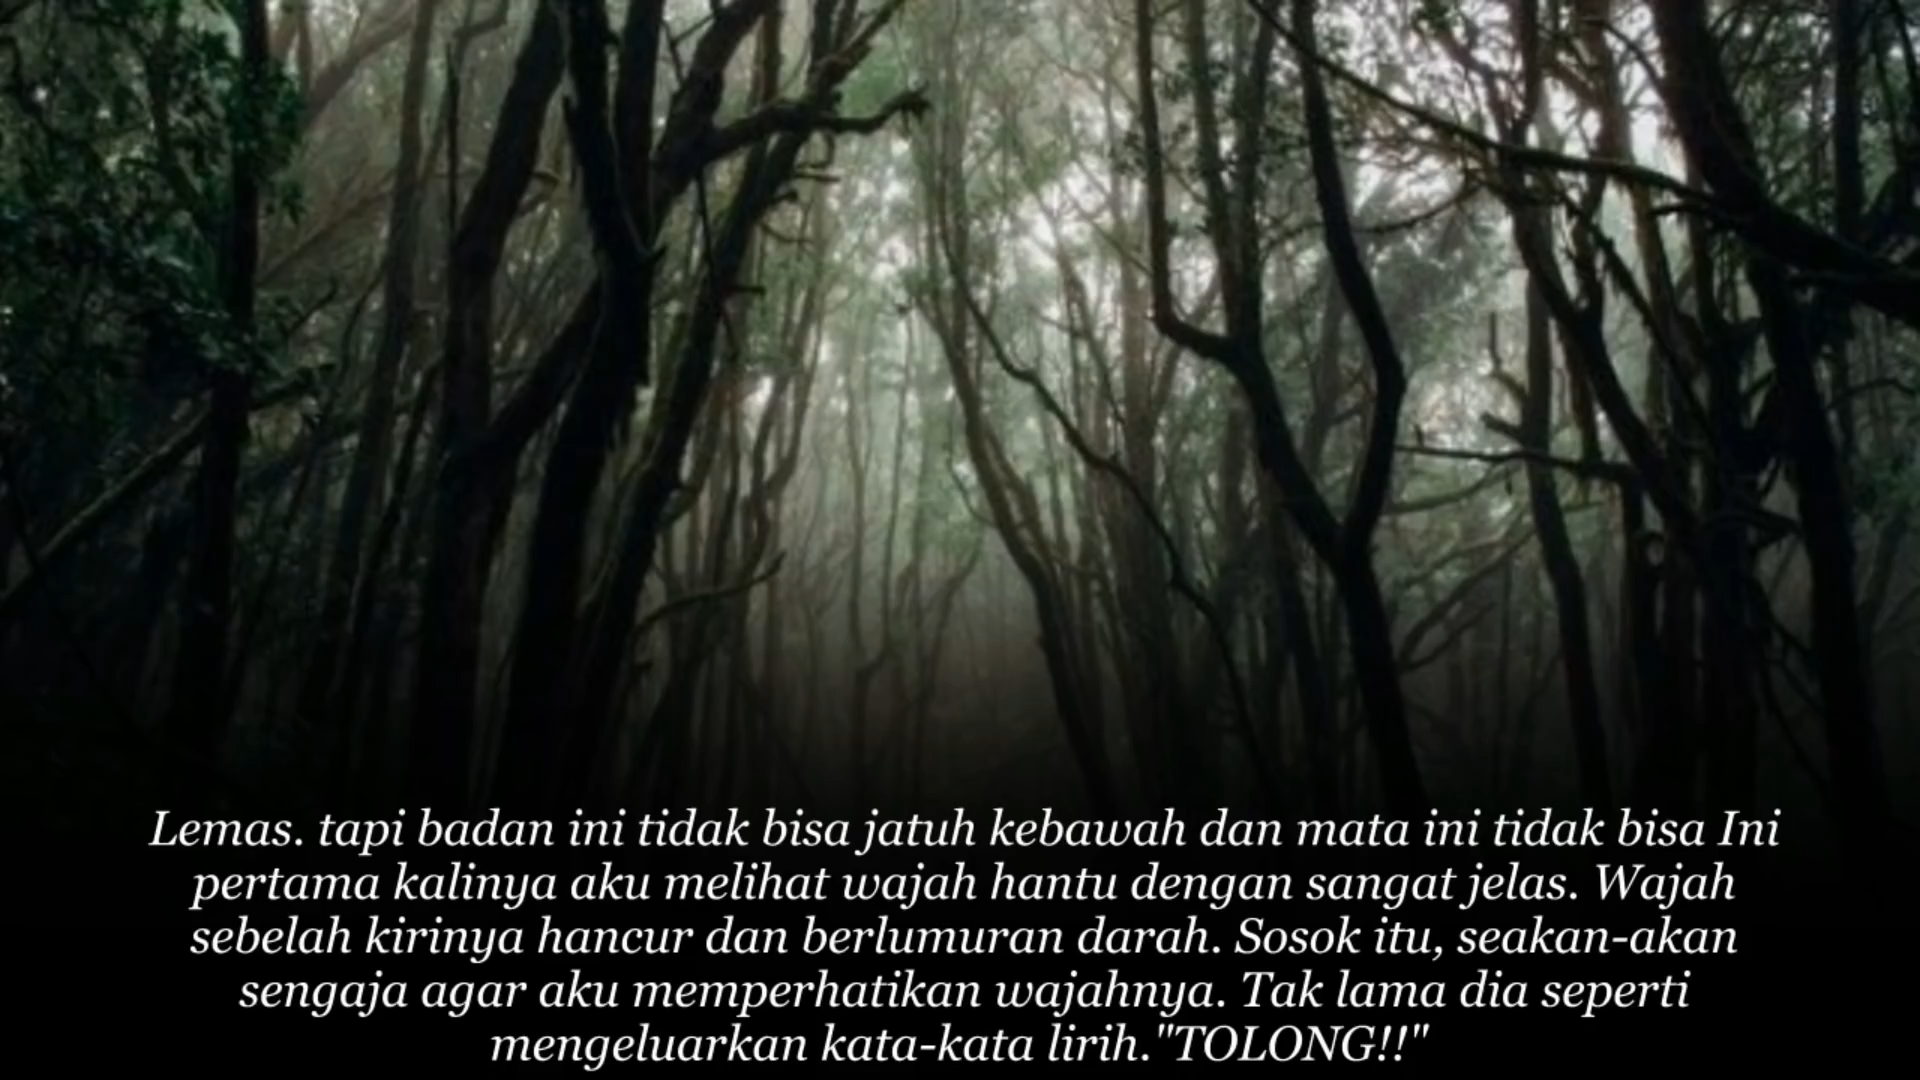 Lemas. tapi badan ini tidak bisa jatuh kebawah dan mata ini tidak bisa Ini
pertama kalinya aku melihat wajah hantu dengan sangat jelas. Wajah
sebelah kirinya hancur dan berlumuran darah. Sosok itu, seakan-akan
sengaja agar aku memperhatikan wajahnya. Tak lama dia seperti
mengeluarkan kata-kata lirih."TOLONG!!"